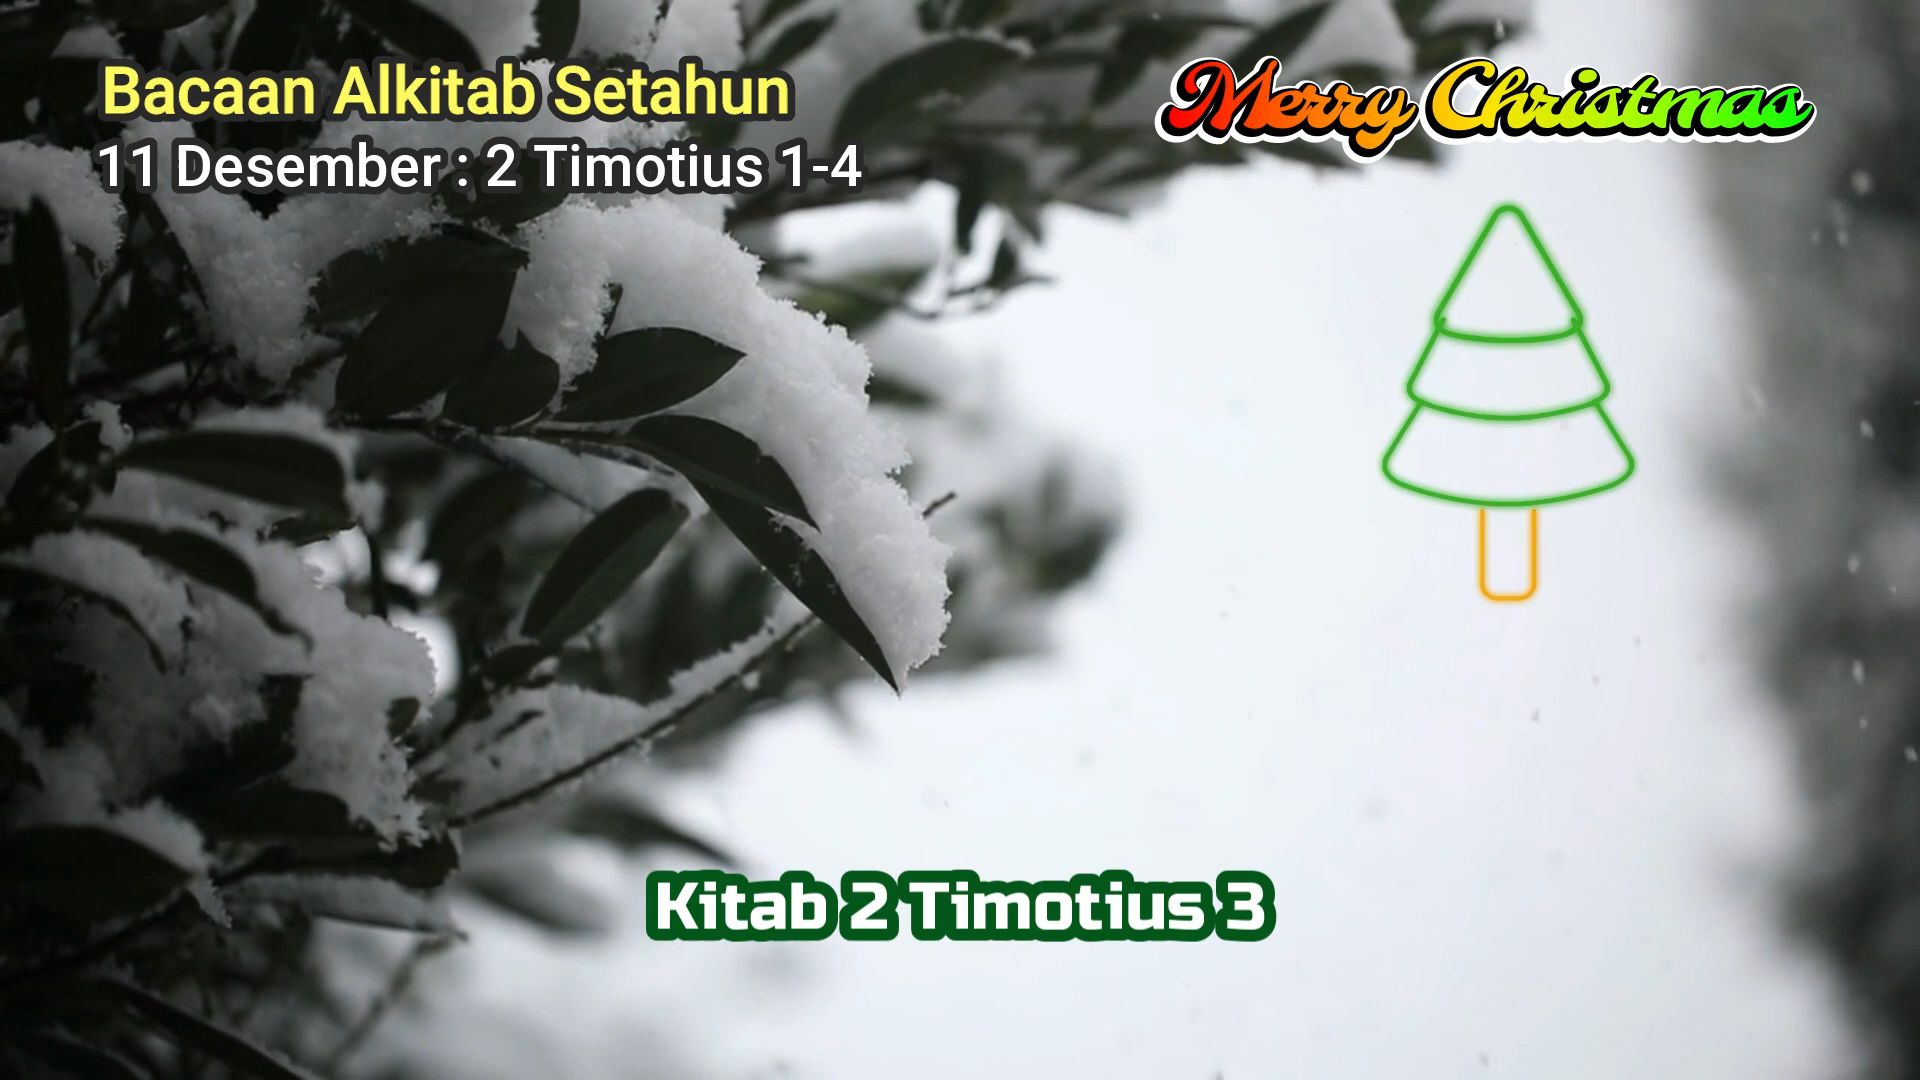 Bacaan Alkitab Setahun
11 Desember : 2 Timotius 1-4
Merry Christmas
Kitab 2 Timotius 3